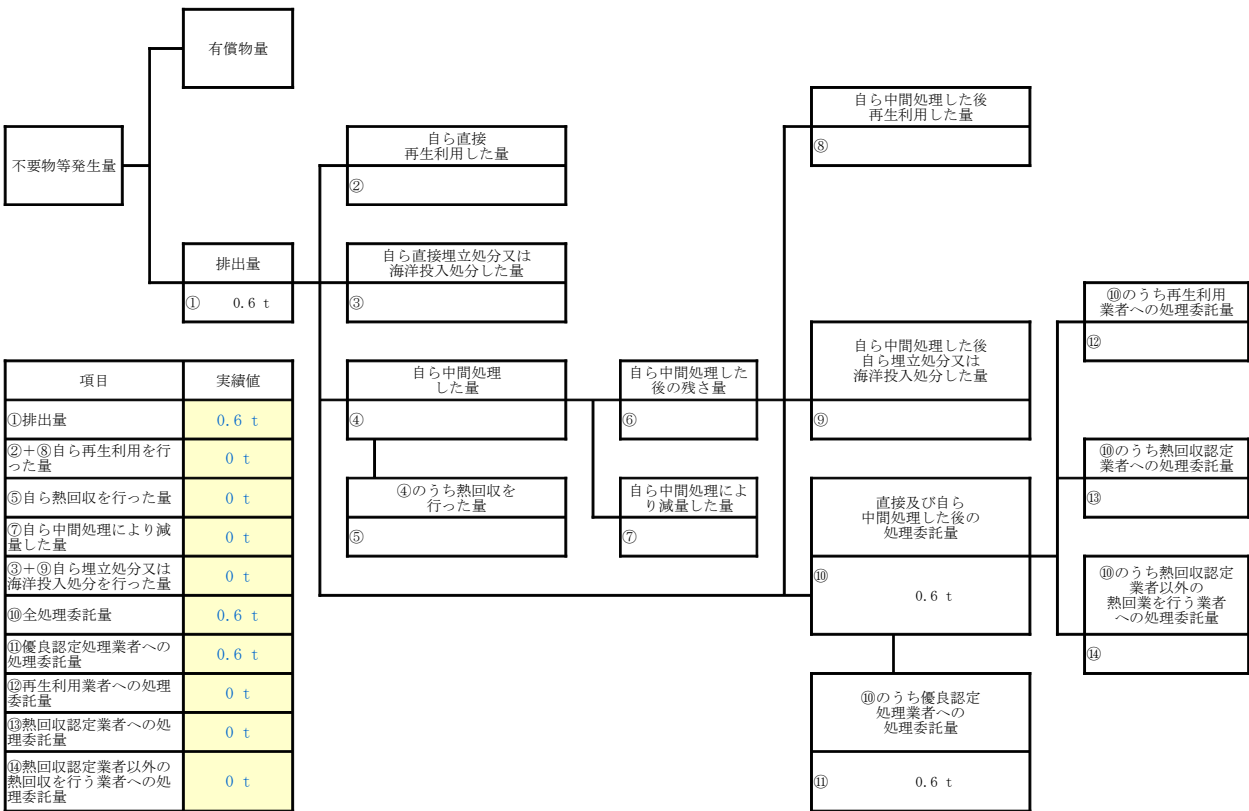 有償物量
不要物等発生量
排出量
① 0.6 t
自ら直接
再生利用した量
②
自ら直接埋立処分又は
海洋投入処分した量
③
自ら中間処理
した量
④
④のうち熱回収を
行った量
⑤
自ら中間処理した
後の残さ量
⑥
自ら中間処理によ
り減量した量
⑦
自ら中間処理した後
再生利用した量
⑧
自ら中間処理した後
自ら埋立処分又は
海洋投入処分した量
⑨
直接及び自ら
中間処理した後の
処理委託量
⑩
0.6 t
⑩のうち優良認定
処理業者への
処理委託量
⑪ 0.6 t
⑩のうち再生利用
業者への処理委託量
⑫
⑩のうち熱回収認定
業者への処理委託量
⑬
⑩のうち熱回収認定
業者以外の
熱回業を行う業者
への処理委託量
⑭
項目 実績値
①排出量 0.6 t
②+⑧自ら再生利用を行
った量
0 t
⑤自ら熱回収を行った量 0 t
⑦自ら中間処理により減
量した量
0 t
③+⑨自ら埋立処分又は
海洋投入処分を行った量
0 t
⑩全処理委託量 0.6 t
⑪優良認定処理業者への
処理委託量
0.6 t
⑫再生利用業者への処理
委託量
0 t
⑬熱回収認定業者への処
理委託量
0 t
⑭熱回収認定業者以外の
熱回収を行う業者への処
理委託量
0 t